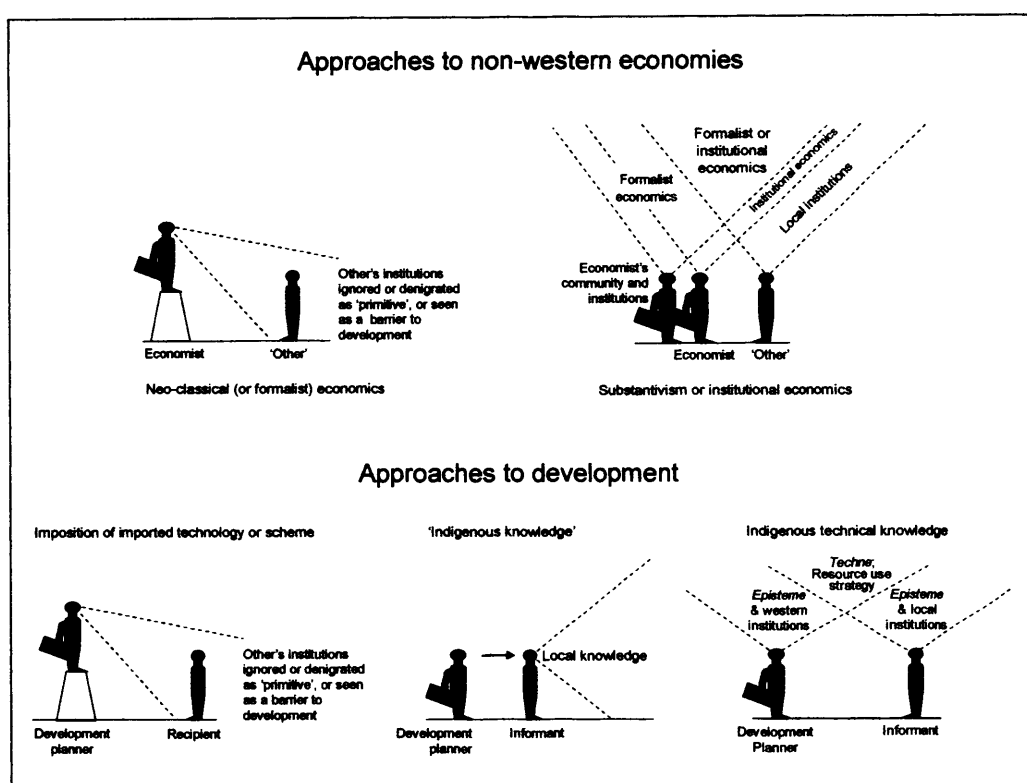 Approaches to non-western economies
Formalist or
institutional
economics
Formalist
economics
Institutional economics
Local institutions
Other's institutions
ignored or denigrated
as 'primitive', or seen
as a barrier to
development
Economist
'Other'
Neo-classical (or formalist) economics
Economist's
community and
institutions
Economist
'Other'
Substantivism or institutional economics
Approaches to development
Imposition of imported technology or scheme
Other's institutions
ignored or denigrated
as 'primitive', or seen
as a barrier to
development
Development
planner
Recipient
'Indigenous knowledge'
Local knowledge
Development
planner
Informant
Indigenous technical knowledge
Techne;
Resource use
strategy
Episteme
& western
institutions
Episteme
& local
institutions
Development
Planner
Informant